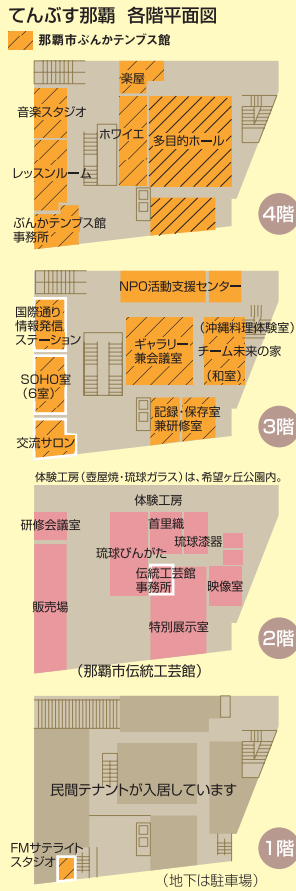 てんぶす那覇 各階平面図
那覇市ぶんかテンブス館
楽屋
音楽スタジオ
ホワイエ
多目的ホール
レッスンルーム
ぶんかテンブス館
事務所
4階
NPO活動支援センター
国際通り
情報発信
ステーション
ギャラリー
兼会議室
(沖縄料理体験室)
チーム未来の家
(和室)
SOHO室
(6室)
記録・保存室
兼研修室
交流サロン
3階
体験工房(壺屋焼・琉球ガラス)は、希望ヶ丘公園内。
体験工房
研修会議室
首里織
琉球漆器
琉球びんがた
伝統工芸館
事務所
映像室
販売場
特別展示室
2階
(那覇市伝統工芸館)
民間テナントが入居しています
FMサテライト
スタジオ
1階
(地下は駐車場)